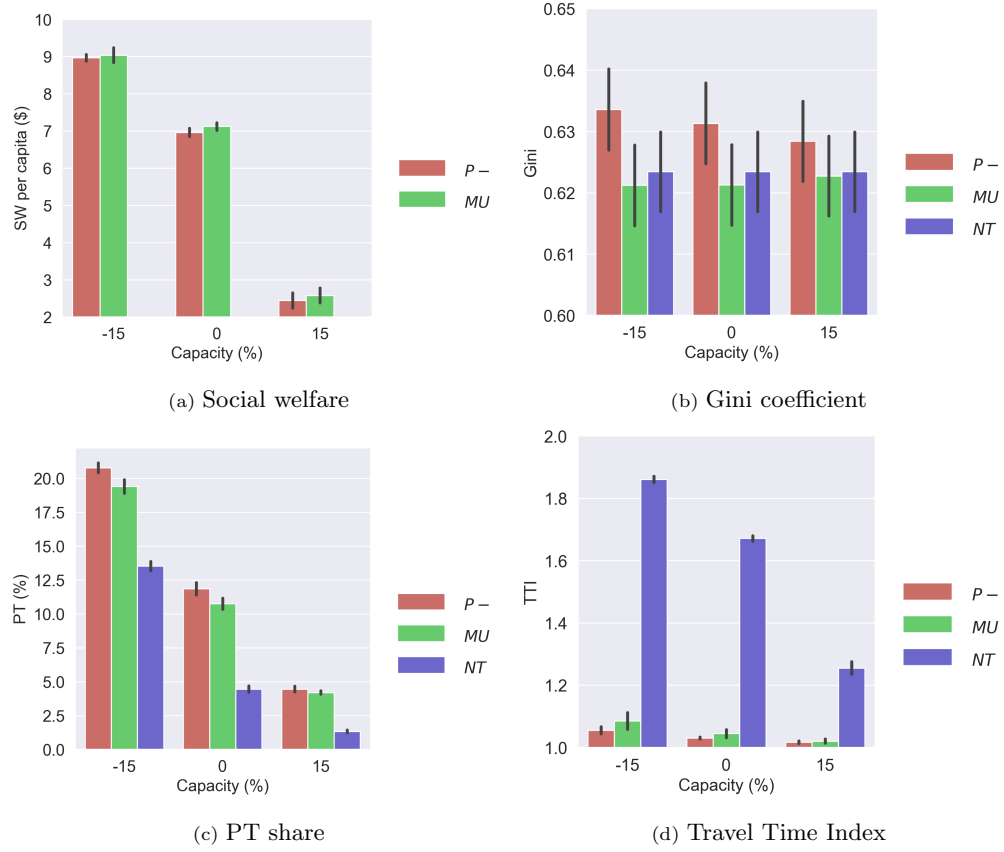 10
9
8
7
6
5
4
3
2
SW per capita ($)
-15 0 15
Capacity (%)
P −
MU
(a) Social welfare
0.65
0.64
0.63
0.62
0.61
0.60
Gini
-15 0 15
Capacity (%)
P −
MU
NT
(b) Gini coefficient
20.0
17.5
15.0
12.5
10.0
7.5
5.0
2.5
0.0
PT (%)
-15 0 15
Capacity (%)
P −
MU
NT
(c) PT share
2.0
1.8
1.6
1.4
1.2
1.0
TTI
-15 0 15
Capacity (%)
P −
MU
NT
(d) Travel Time Index